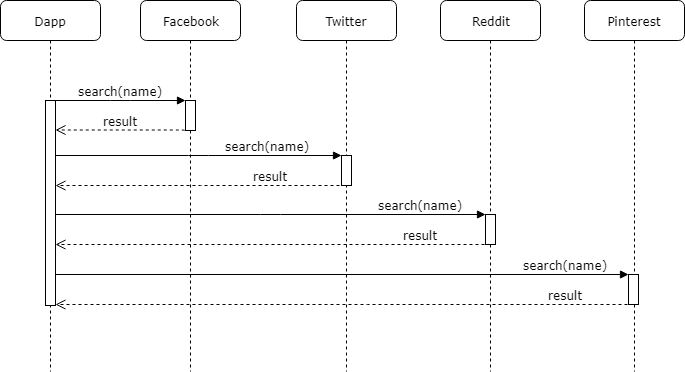 Dapp Facebook Twitter Reddit Pinterest
search(name)
result
search(name)
result
search(name)
result
search(name)
result